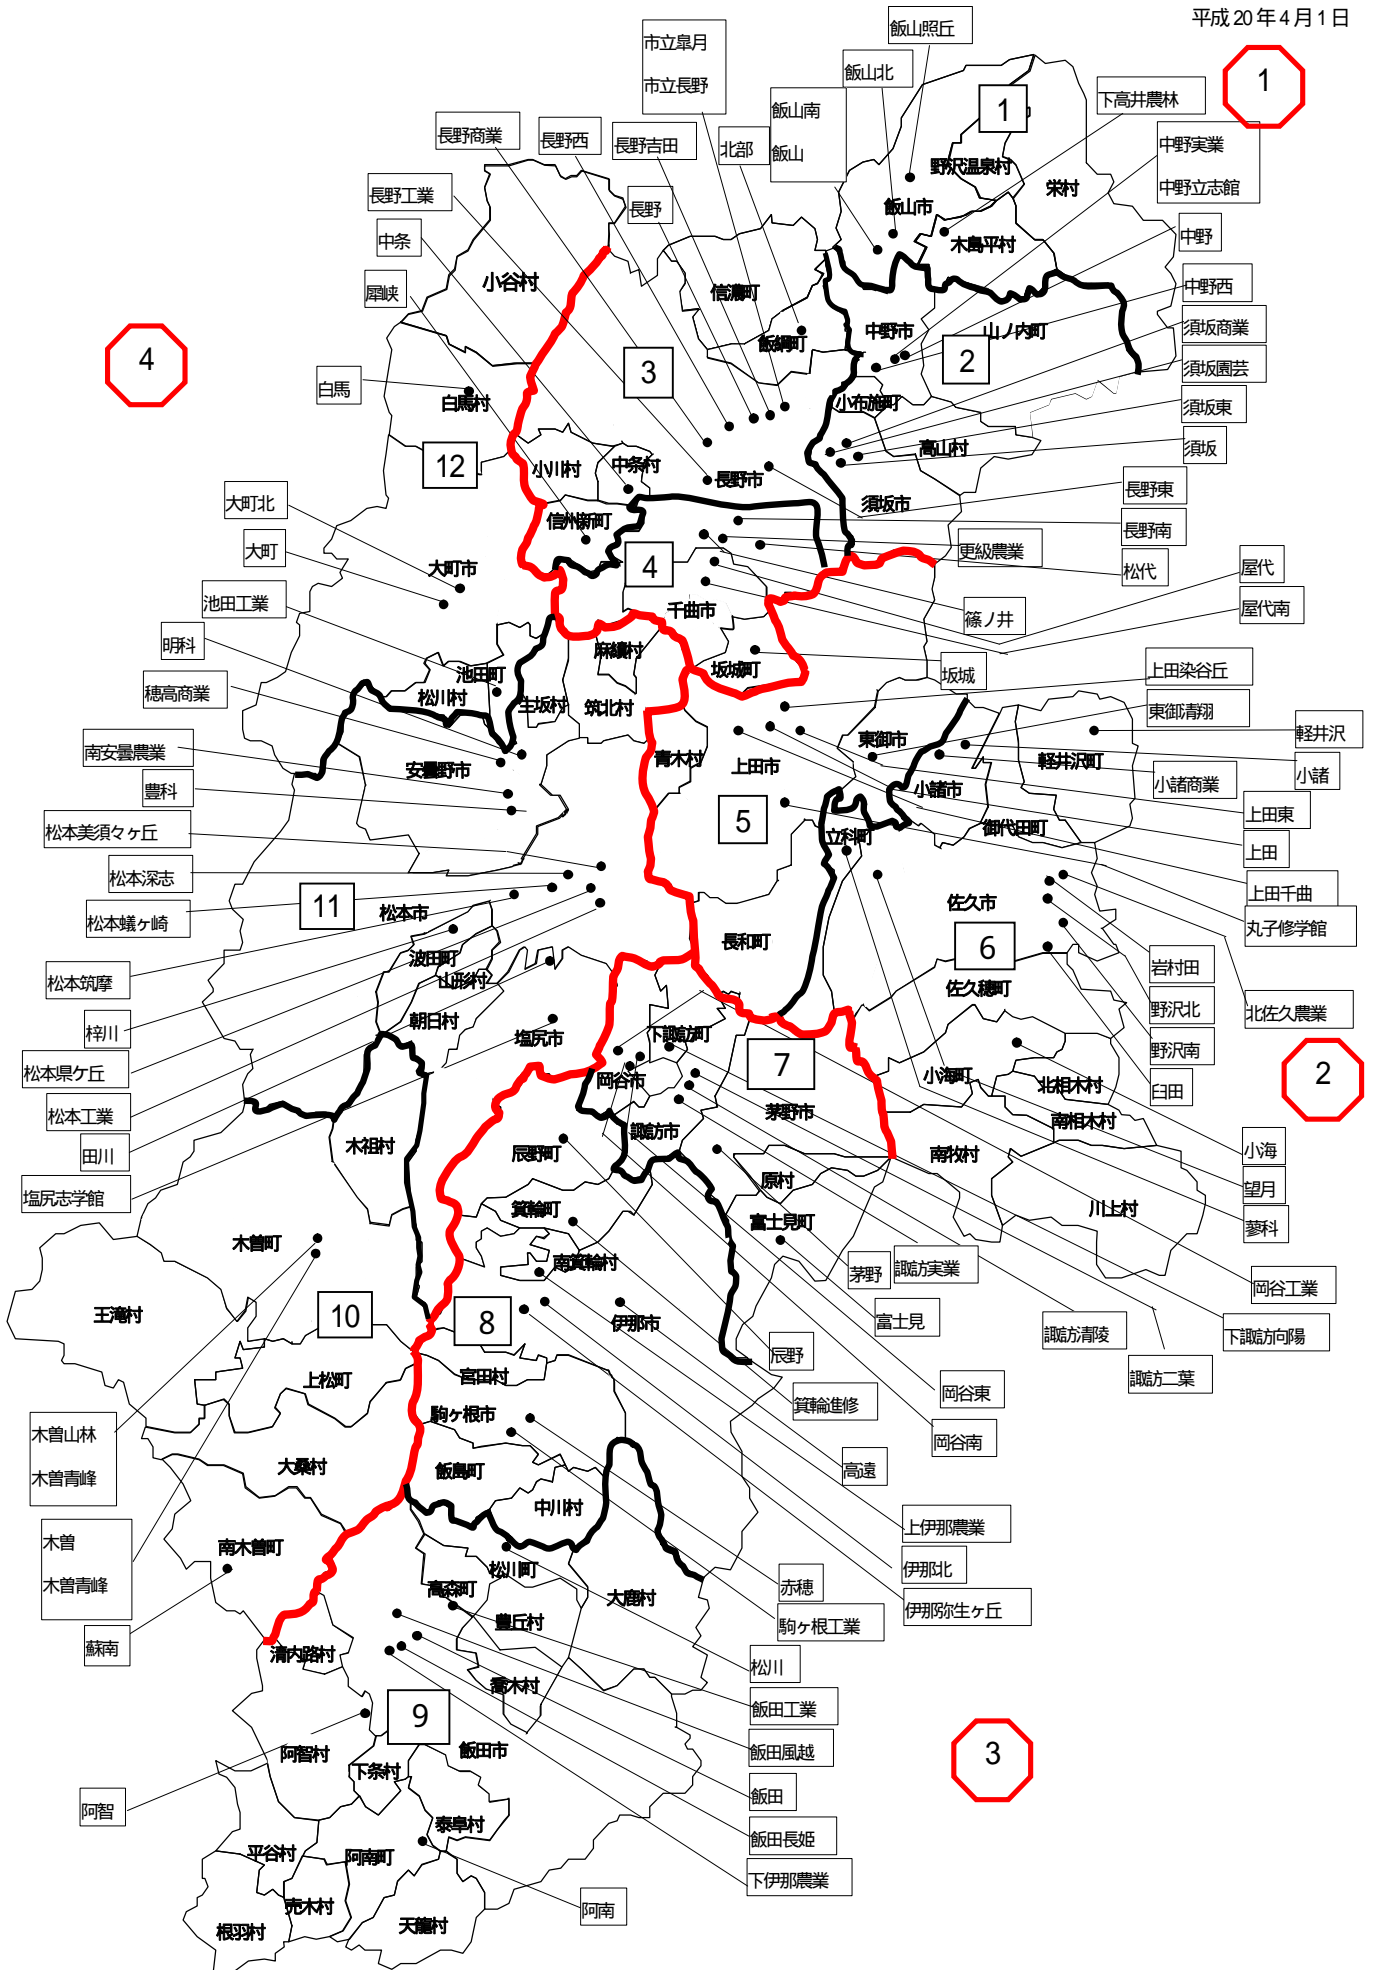 平成20年4月1日
1
飯山照丘
市立皐月
市立長野
飯山北
飯山南
飯山
下高井農林
中野実業
中野立志館
長野商業
長野西
長野吉田
北部
長野工業
長野
中条
犀峡
中野
中野西
須坂商業
須坂園芸
須坂東
須坂
1
野沢温泉村
栄村
飯山市
木島平村
小谷村
信濃町
飯綱町
中野市
山ノ内町
2
3
4
白馬
白馬村
小布施町
高山村
12
小川村
中条村
長野市
須坂市
長野東
長野南
更級農業
松代
信州新町
大町北
大町
大町市
4
屋代
屋代南
篠ノ井
千曲市
坂城町
坂城
池田工業
明科
穂高商業
南安曇農業
豊科
池田町
松川村
生坂村
麻績村
筑北村
青木村
安曇野市
上田染谷丘
東御清翔
軽井沢
小諸
小諸商業
上田東
上田
上田千曲
丸子修学館
東御市
上田市
軽井沢町
小諸市
御代田町
立科町
5
松本美須々ヶ丘
松本深志
松本蟻ヶ崎
松本筑摩
梓川
松本県ケ丘
松本工業
田川
塩尻志学館
11
松本市
波田町
山形村
朝日村
塩尻市
長和町
佐久市
6
佐久穂町
岩村田
野沢北
北佐久農業
野沢南
臼田
2
小海
望月
蓼科
岡谷工業
下諏訪向陽
下諏訪町
岡谷市
7
小海町
北相木村
南相木村
茅野市
諏訪市
南牧村
川上村
原村
富士見町
木祖村
辰野町
箕輪町
南箕輪村
木曽町
王滝村
10
8
伊那市
茅野
諏訪実業
富士見
諏訪清陵
諏訪二葉
辰野
岡谷東
箕輪進修
岡谷南
高遠
上松町
宮田村
駒ヶ根市
木曽山林
木曽青峰
大桑村
飯島町
中川村
上伊那農業
伊那北
伊那弥生ヶ丘
木曽
木曽青峰
南木曽町
松川町
高森町
豊丘村
大鹿村
赤穂
駒ヶ根工業
蘇南
清内路村
喬木村
松川
飯田工業
飯田風越
飯田
飯田長姫
下伊那農業
3
9
飯田市
阿智村
下条村
泰阜村
阿智
平谷村
阿南町
売木村
根羽村
天龍村
阿南